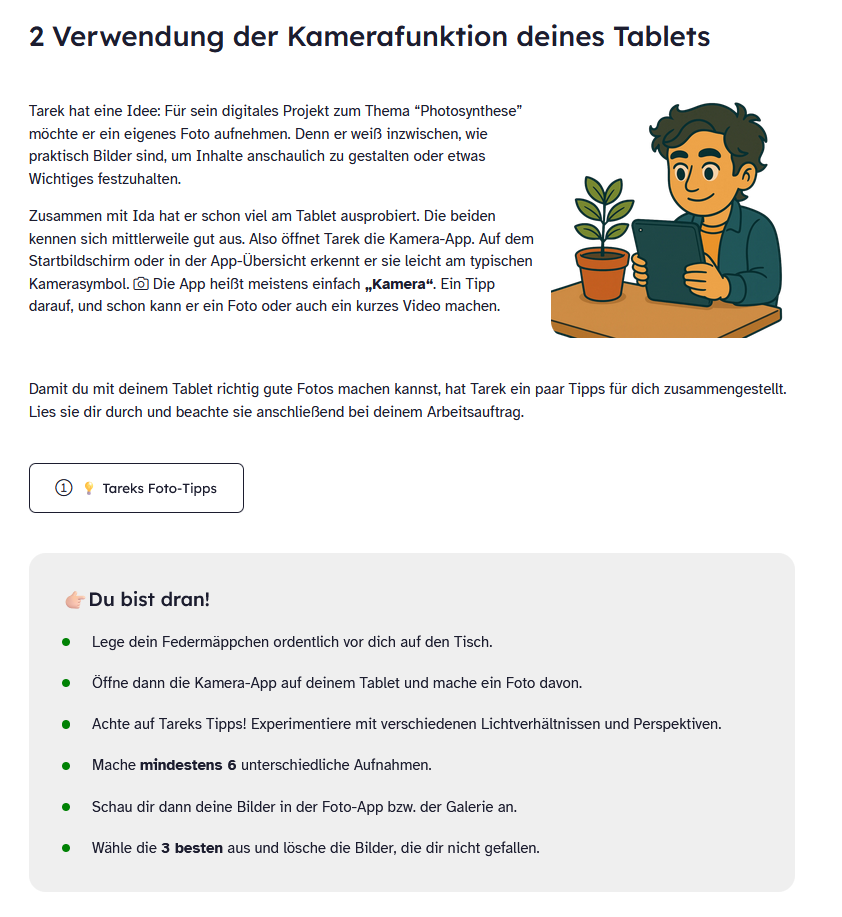 2 Verwendung der Kamerafunktion deines Tablets
Tarek hat eine Idee: Für sein digitales Projekt zum Thema “Photosynthese”
möchte er ein eigenes Foto aufnehmen. Denn er weiß inzwischen, wie
praktisch Bilder sind, um Inhalte anschaulich zu gestalten oder etwas
Wichtiges festzuhalten.
Zusammen mit Ida hat er schon viel am Tablet ausprobiert. Die beiden
kennen sich mittlerweile gut aus. Also öffnet Tarek die Kamera-App. Auf dem
Startbildschirm oder in der App-Übersicht erkennt er sie leicht am typischen
Kamerasymbol. Die App heißt meistens einfach „Kamera“. Ein Tipp
darauf, und schon kann er ein Foto oder auch ein kurzes Video machen.
Damit du mit deinem Tablet richtig gute Fotos machen kannst, hat Tarek ein paar Tipps für dich zusammengestellt.
Lies sie dir durch und beachte sie anschließend bei deinem Arbeitsauftrag.
1 Tareks Foto-Tipps
Du bist dran!
Lege dein Federmäppchen ordentlich vor dich auf den Tisch.
Öffne dann die Kamera-App auf deinem Tablet und mache ein Foto davon.
Achte auf Tareks Tipps! Experimentiere mit verschiedenen Lichtverhältnissen und Perspektiven.
Mache mindestens 6 unterschiedliche Aufnahmen.
Schau dir dann deine Bilder in der Foto-App bzw. der Galerie an.
Wähle die 3 besten aus und lösche die Bilder, die dir nicht gefallen.